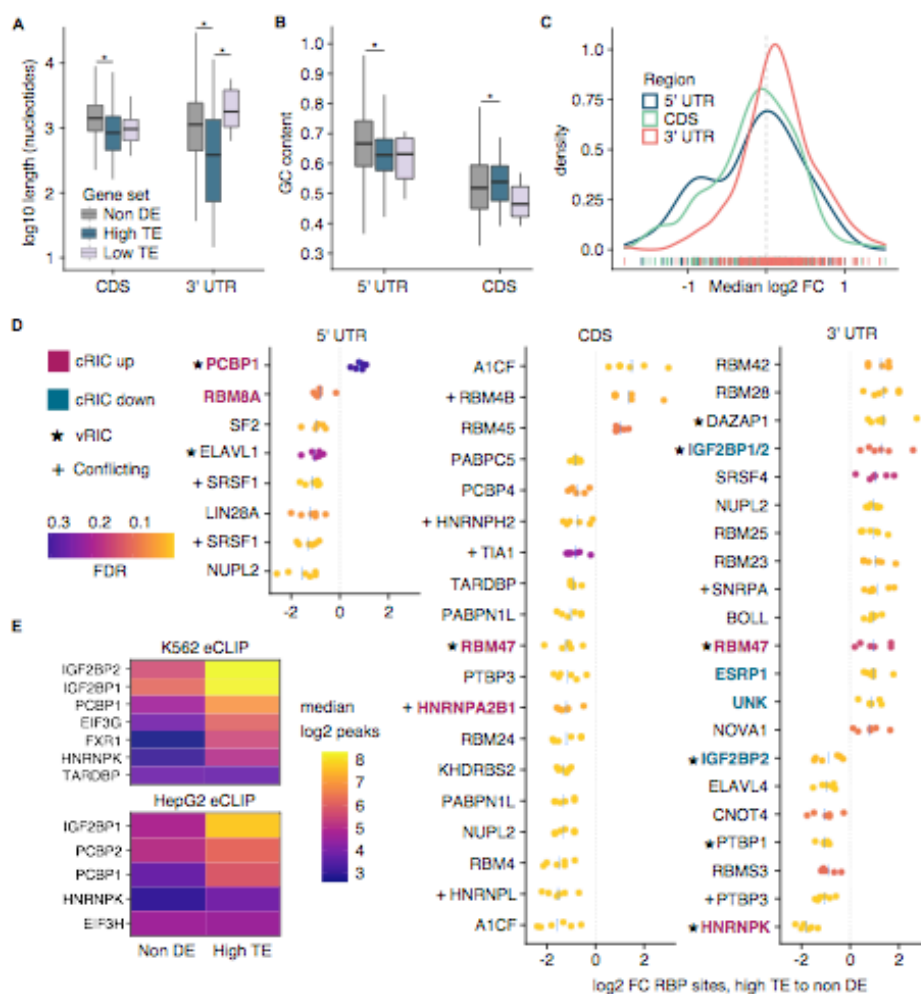 A
log10 length (nucleotides)
4
3
2
1
*
*
*
Gene set
Non DE
High TE
Low TE
CDS
3' UTR
B
GC content
1.0
0.9
0.8
0.7
0.6
0.5
0.4
0.3
*
*
5' UTR
CDS
C
density
1.0
0.75
0.5
0.25
0.0
Region
5' UTR
CDS
3' UTR
-1
Median log2 FC
1
D
cRIC up
cRIC down
★ vRIC
+ Conflicting
0.3 0.2 0.1
FDR
5' UTR
★PCBP1
RBM8A
SF2
★ELAVL1
+ SRSF1
LIN28A
+ SRSF1
NUPL2
-2 0 2
CDS
A1CF
+ RBM4B
RBM45
PABPC5
PCBP4
+ HNRNPH2
+ TIA1
TARDBP
PABPN1L
★ RBM47
PTBP3
+ HNRNPA2B1
RBM24
KHDRBS2
PABPN1L
NUPL2
RBM4
+ HNRNPL
A1CF
-2 0 2
3' UTR
RBM42
RBM28
★DAZAP1
★IGF2BP1/2
SRSF4
NUPL2
RBM25
RBM23
+SNRPA
BOLL
★RBM47
ESRP1
UNK
NOVA1
★IGF2BP2
ELAVL4
CNOT4
★PTBP1
RBMS3
+PTBP3
★HNRNPK
-2 0 2
log2 FC RBP sites, high TE to non DE
E
K562 eCLIP
IGF2BP2
IGF2BP1
PCBP1
EIF3G
FXR1
HNRNPK
TARDBP
HepG2 eCLIP
IGF2BP1
PCBP2
PCBP1
HNRNPK
EIF3H
Non DE High TE
median
log2 peaks
8
7
6
5
4
3